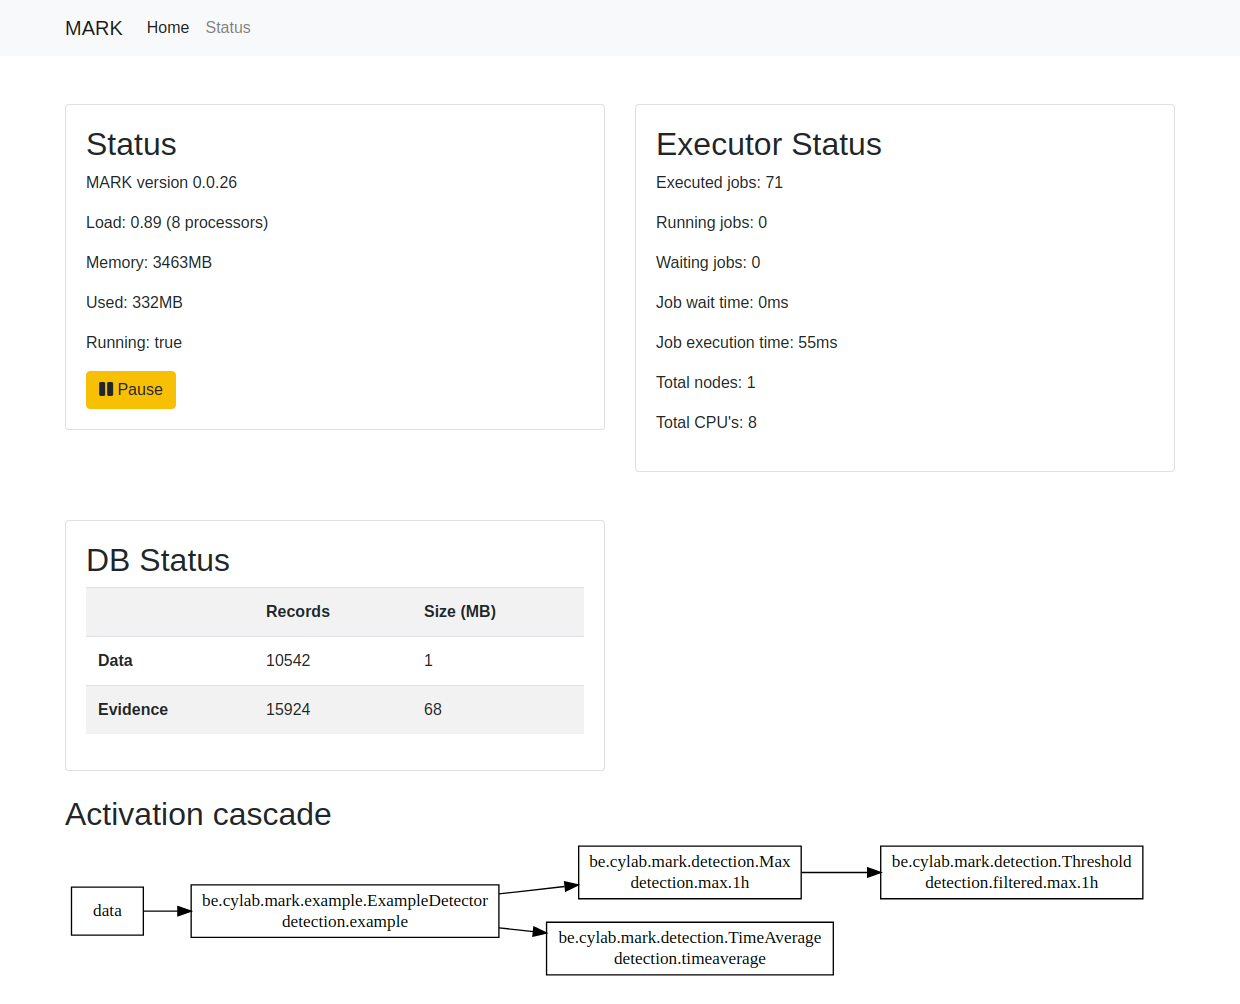 MARK Home Status
Status
MARK version 0.0.26
Load: 0.89 (8 processors)
Memory: 3463MB
Used: 332MB
Running: true
Pause
Executor Status
Executed jobs: 71
Running jobs: 0
Waiting jobs: 0
Job wait time: 0ms
Job execution time: 55ms
Total nodes: 1
Total CPU's: 8
DB Status
Records Size (MB)
Data 10542 1
Evidence 15924 68
Activation cascade
data
be.cylab.mark.example.ExampleDetector
detection.example
be.cylab.mark.detection.Max
detection.max.1h
be.cylab.mark.detection.Threshold
detection.filtered.max.1h
be.cylab.mark.detection.TimeAverage
detection.timeaverage